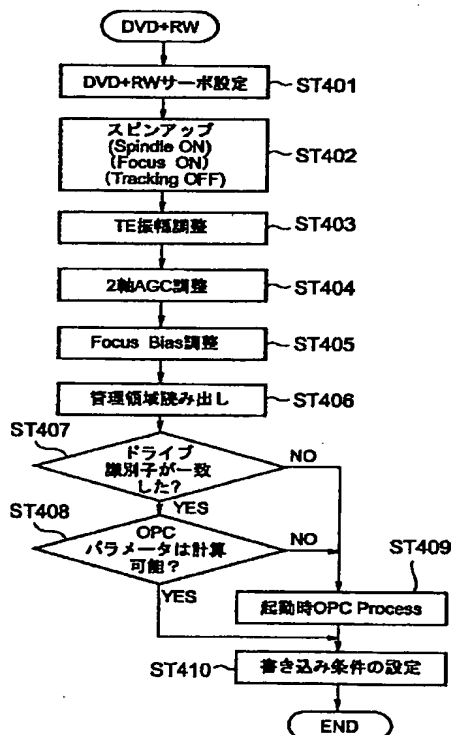 DVD+RW
DVD+RWサーボ設定
ST401
スピンアップ
(Spindle ON)
(Focus ON)
(Tracking OFF)
ST402
TE振幅調整
ST403
2軸AGC調整
ST404
Focus Bias調整
ST405
管理領域読み出し
ST406
ST407
ドライブ
識別子が一致
した?
NO
YES
ST408
OPC
パラメータは計算
可能?
NO
YES
ST409
起動時OPC Process
ST410
書き込み条件の設定
END